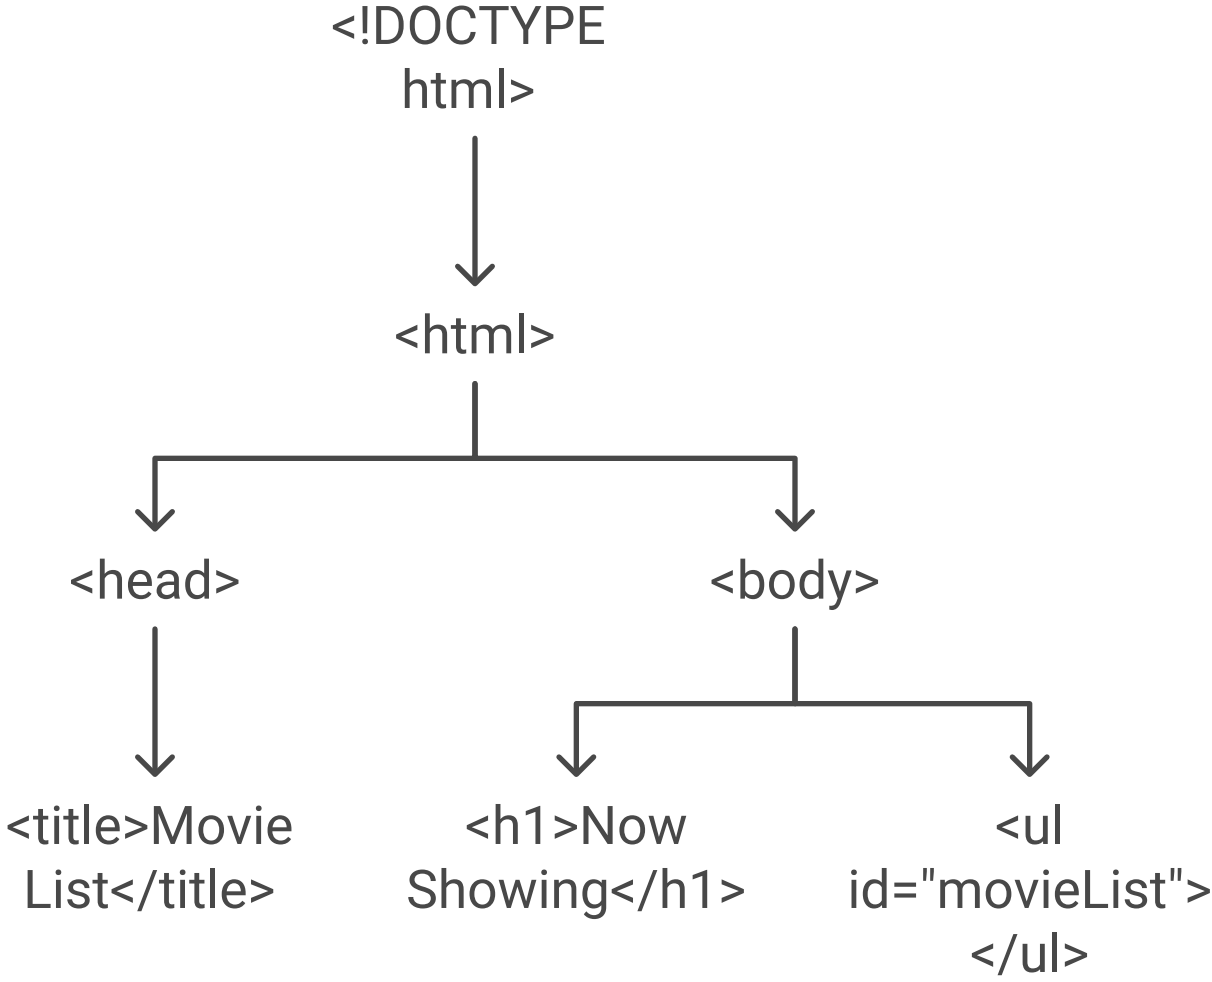 <!DOCTYPE
html>
<html>
<head>
<body>
<title>Movie
List</title>
<h1>Now
Showing</h1>
<ul
id="movieList">
</ul>